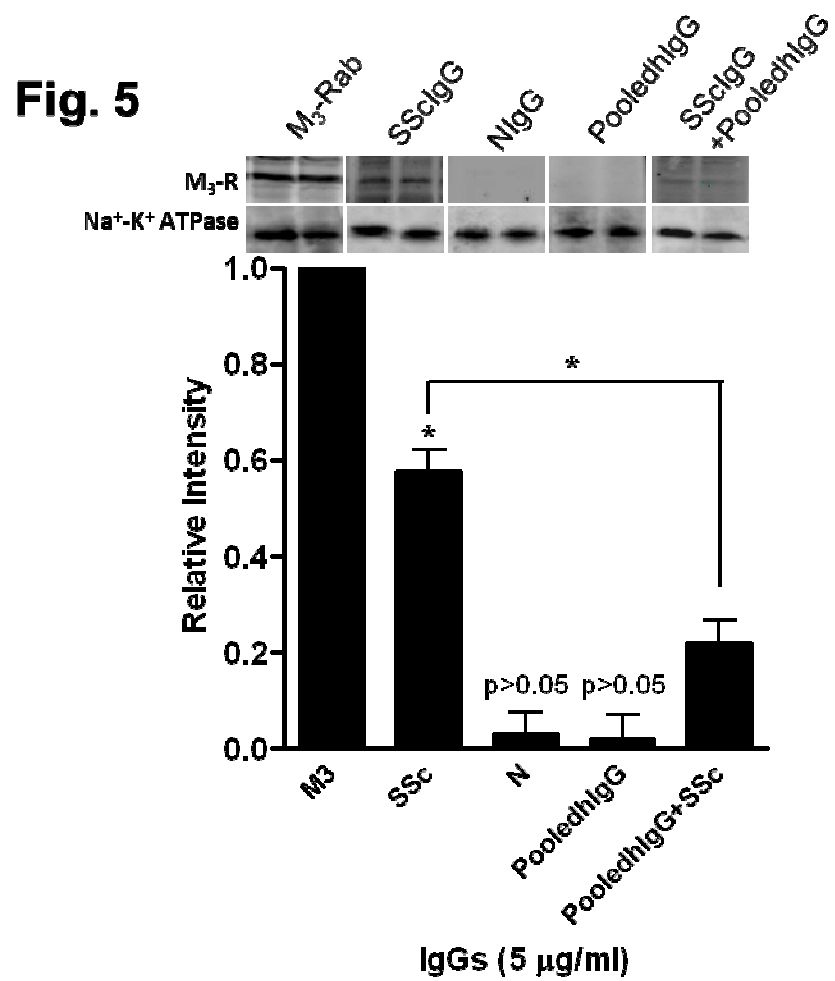 Fig. 5
M₃-Rab
SScIgG
NIgG
PooledhIgG
SScIgG
+PooledhIgG
M₃-R
Na⁺-K⁺ ATPase
1.0
0.8
0.6
0.4
0.2
0.0
Relative Intensity
*
*
p>0.05 p>0.05
M3
SSc
N
PooledhIgG
PooledhIgG+SSc
IgGs (5 μg/ml)